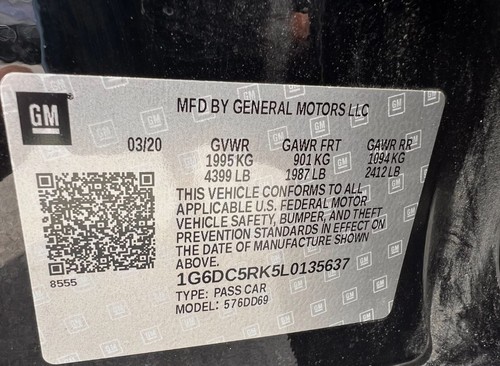 GM
MFD BY GENERAL MOTORS LLC
03/20 GVWR GAWR FRT GAWR RR
1995 KG 901 KG 1094 KG
4399 LB 1987 LB 2412 LB
THIS VEHICLE CONFORMS TO ALL
APPLICABLE U.S. FEDERAL MOTOR
VEHICLE SAFETY, BUMPER, AND THEFT
PREVENTION STANDARDS IN EFFECT ON
THE DATE OF MANUFACTURE SHOWN
ABOVE.
8555
1G6DC5RK5L0135637
TYPE: PASS CAR
MODEL: 576DD69